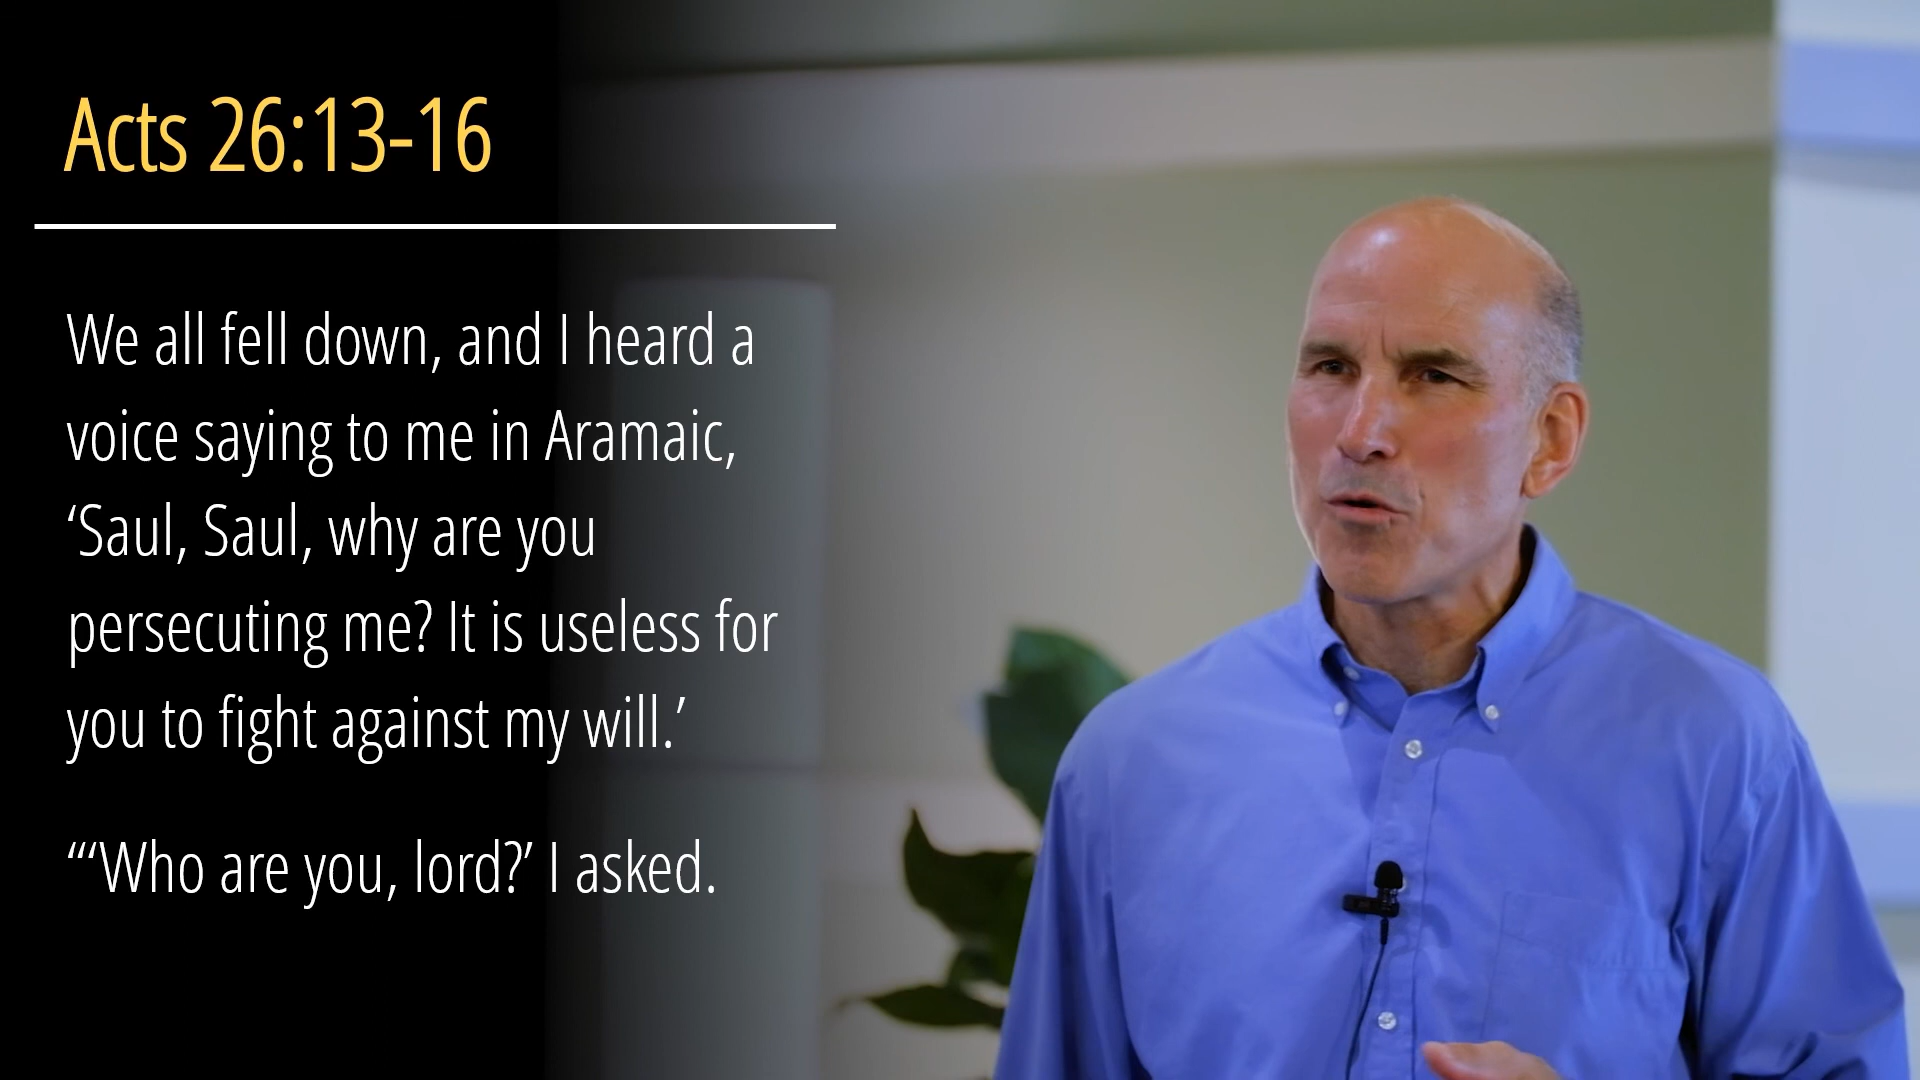 Acts 26:13-16
We all fell down, and I heard a
voice saying to me in Aramaic,
‘Saul, Saul, why are you
persecuting me? It is useless for
you to fight against my will.’
“‘Who are you, lord?’ I asked.